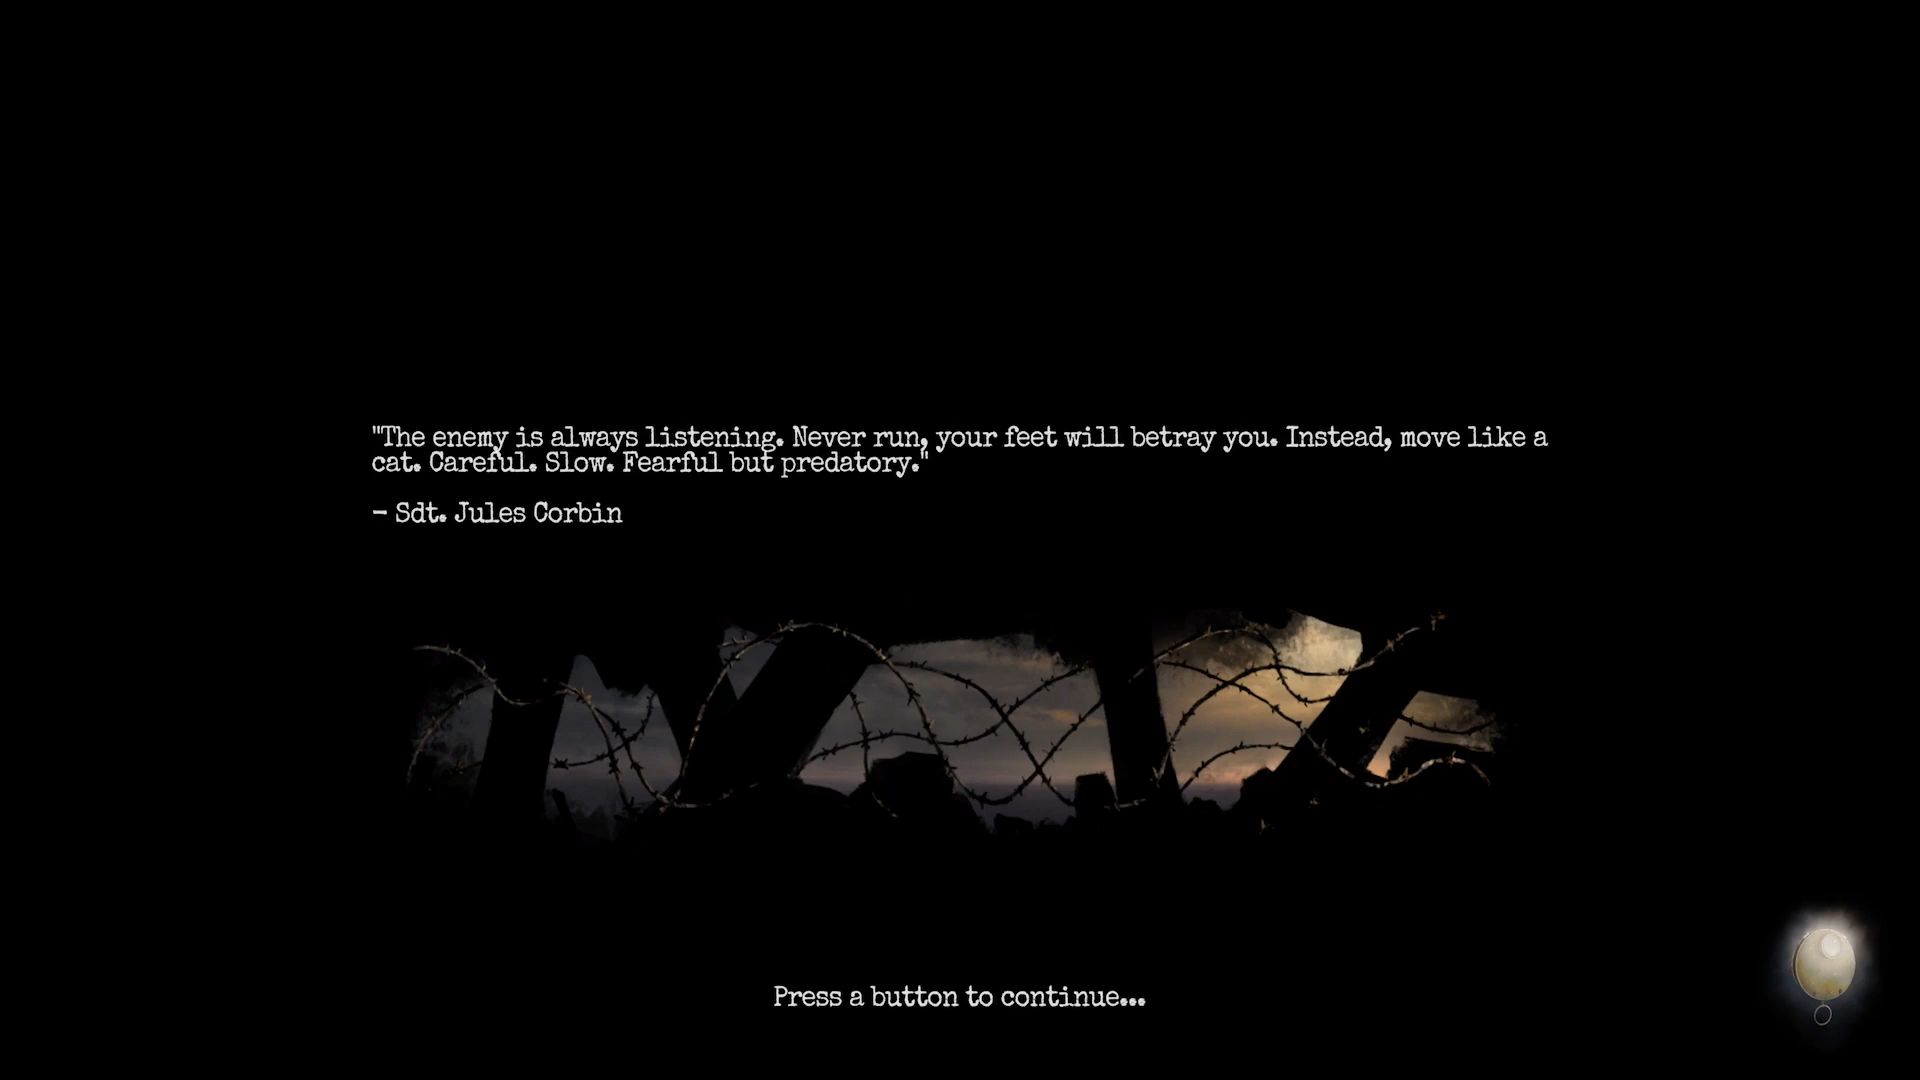 "The enemy is always listening. Never run, your feet will betray you. Instead, move like a
cat. Careful. Slow. Fearful but predatory."
- Sdt. Jules Corbin
Press a button to continue...